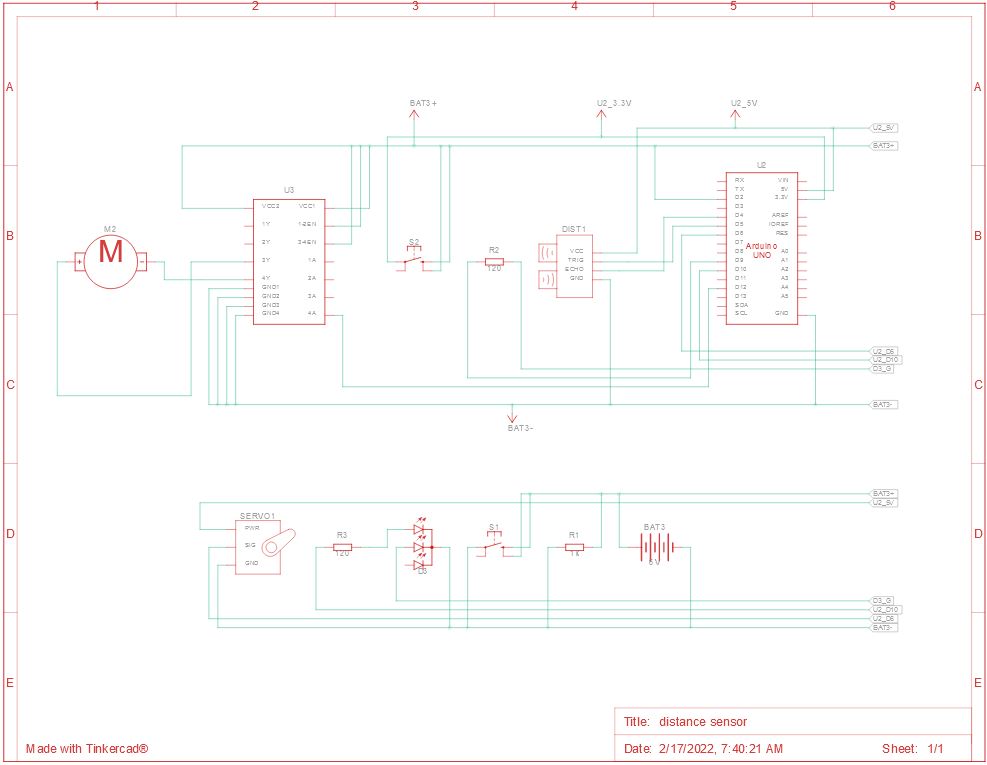 1 2 3 4 5 6
A A
BAT3+ U2_3.3V U2_5V
U2_5V
BAT3+
B B
M2
M
+ -
U3
VCC2 VCC1
1Y 1-2EN
2Y 3-4EN
3Y 1A
4Y 2A
GND1
GND2 3A
GND3
GND4 4A
S2
R2
120
DIST1
VCC
TRIG
ECHO
GND
U2
Arduino
UNO
RX VIN
TX 5V
D2 3.3V
D3
D4 AREF
D5 IOREF
D6 RES
D7
D8 A0
D9 A1
D10 A2
D11 A3
D12 A4
D13 A5
SDA
SCL GND
C C
U2_D6
U2_D10
D3_G
BAT3-
BAT3-
D D
BAT3+
U2_5V
SERVO1
PWR
SIG
GND
R3
120
D3
S1
R1
1k
BAT3
6 V
D3_G
U2_D10
U2_D6
BAT3-
E E
Title: distance sensor
Made with Tinkercad®
Date: 2/17/2022, 7:40:21 AM Sheet: 1/1